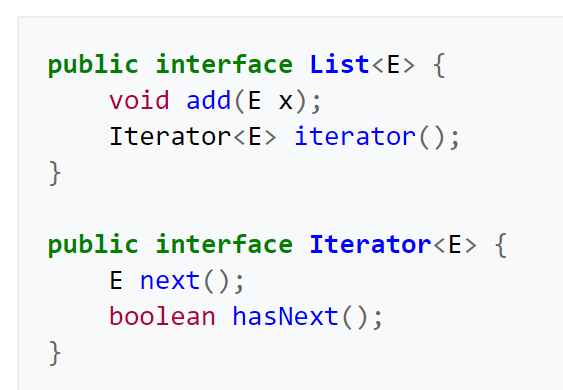 public interface List<E> {
    void add(E x);
    Iterator<E> iterator();
}

public interface Iterator<E> {
    E next();
    boolean hasNext();
}